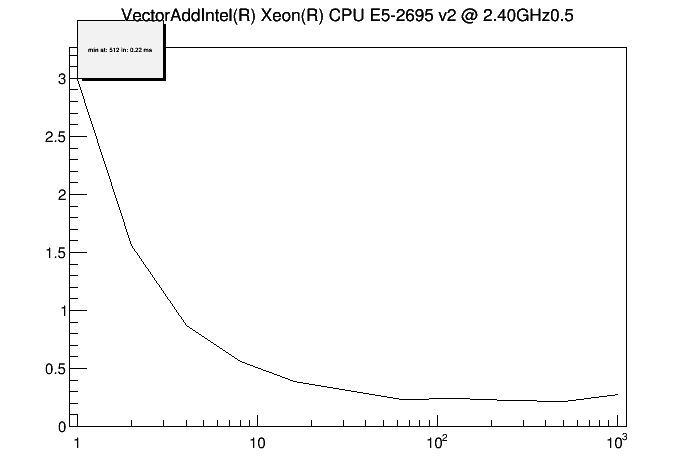 VectorAddIntel(R) Xeon(R) CPU E5-2695 v2 @ 2.40GHz0.5
min at: 512 in: 0.22 ms
3
2.5
2
1.5
1
0.5
0
1 10 10² 10³